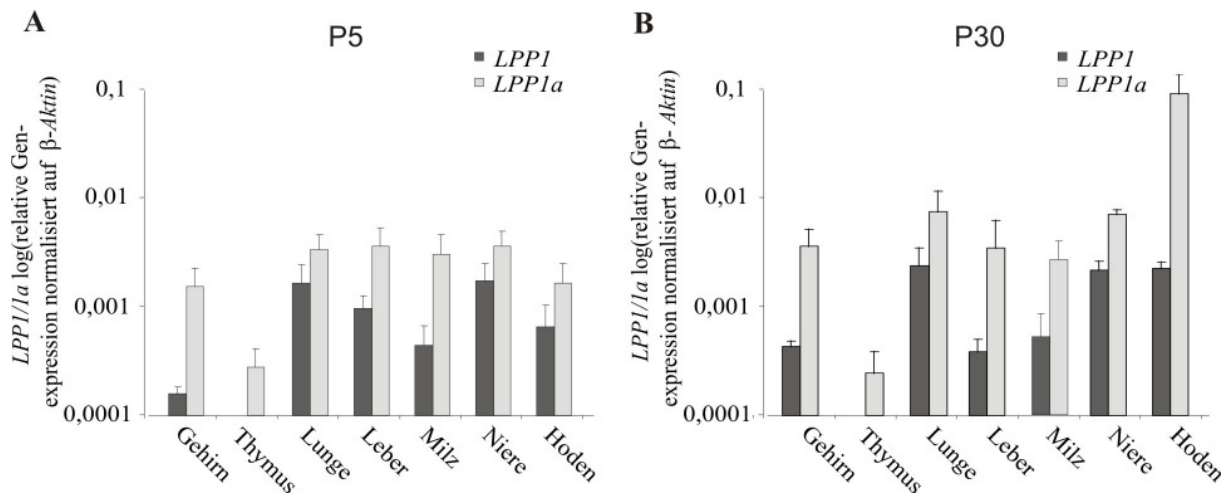 A
P5
LPP1
LPP1a
LPP1/1a log(relative Gen-
expression normalisiert auf β-Aktin)
0,1
0,01
0,001
0,0001
Gehirn
Thymus
Lunge
Leber
Milz
Niere
Hoden
B
P30
LPP1
LPP1a
LPP1/1a log(relative Gen-
expression normalisiert auf β- Aktin)
0,1
0,01
0,001
0,0001
Gehirn
Thymus
Lunge
Leber
Milz
Niere
Hoden